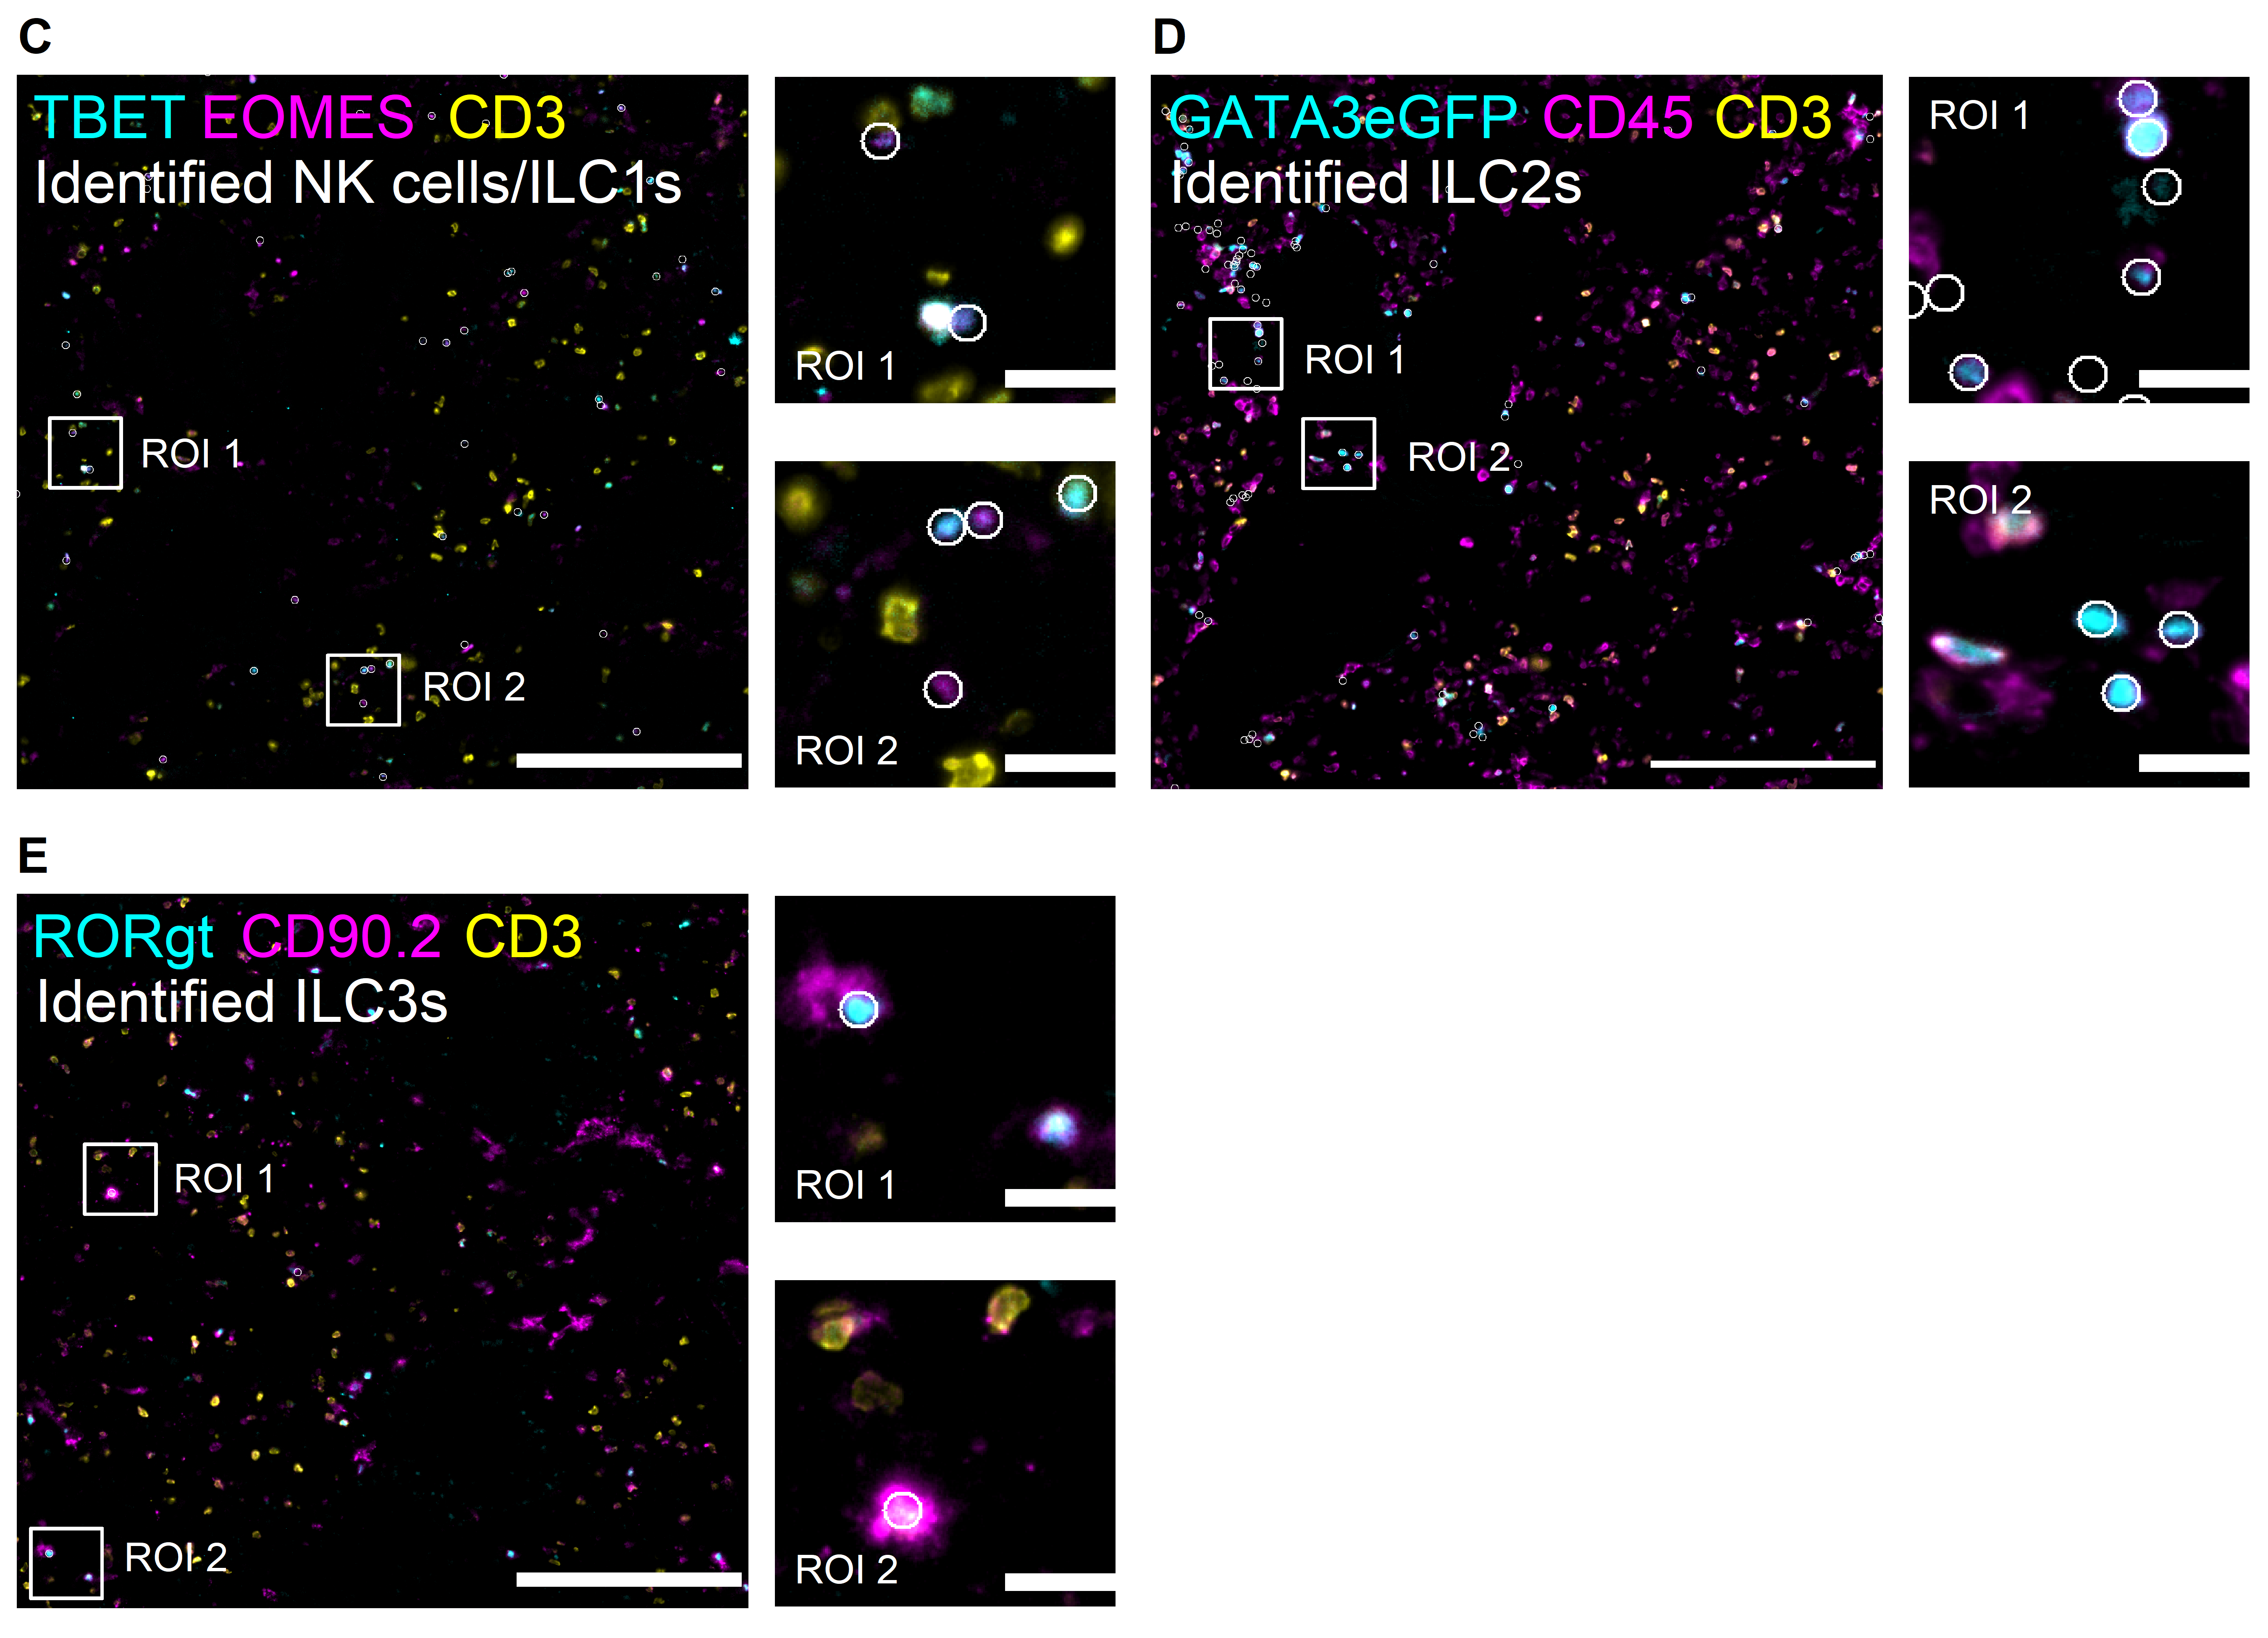 C
TBET EOMES CD3
Identified NK cells/ILC1s
ROI 1
ROI 2
ROI 1
ROI 2
D
GATA3eGFP CD45 CD3
Identified ILC2s
ROI 1
ROI 2
ROI 1
ROI 2
E
RORgt CD90.2 CD3
Identified ILC3s
ROI 1
ROI 2
ROI 1
ROI 2